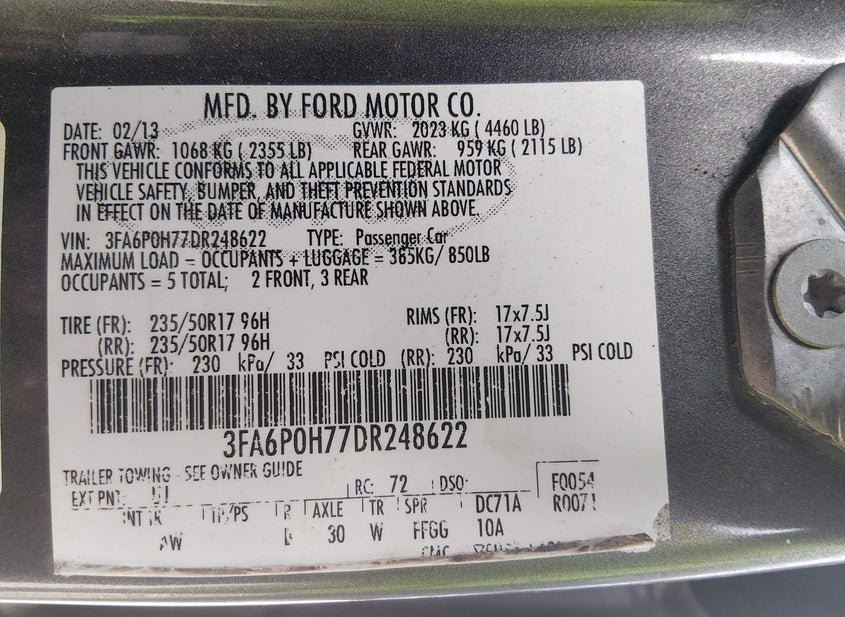 MFD. BY FORD MOTOR CO.
DATE: 02/13 GVWR: 2023 KG ( 4460 LB)
FRONT GAWR: 1068 KG ( 2355 LB) REAR GAWR: 959 KG ( 2115 LB)
THIS VEHICLE CONFORMS TO ALL APPLICABLE FEDERAL MOTOR
VEHICLE SAFETY, BUMPER, AND THEFT PREVENTION STANDARDS
IN EFFECT ON THE DATE OF MANUFACTURE SHOWN ABOVE.
VIN: 3FA6P0H77DR248622 TYPE: Passenger Car
MAXIMUM LOAD = OCCUPANTS + LUGGAGE = 385KG/ 850LB
OCCUPANTS = 5 TOTAL; 2 FRONT, 3 REAR
TIRE (FR): 235/50R17 96H RIMS (FR): 17x7.5J
(RR): 235/50R17 96H (RR): 17x7.5J
PRESSURE (FR): 230 kPa/ 33 PSI COLD (RR): 230 kPa/ 33 PSI COLD
3FA6P0H77DR248622
TRAILER TOWING - SEE OWNER GUIDE
EXT PNT: RC: 72 DSO: F0054
R0071
INT TR TP/PS R AXLE TR SPR DC71A
AW 30 W FFGG 10A